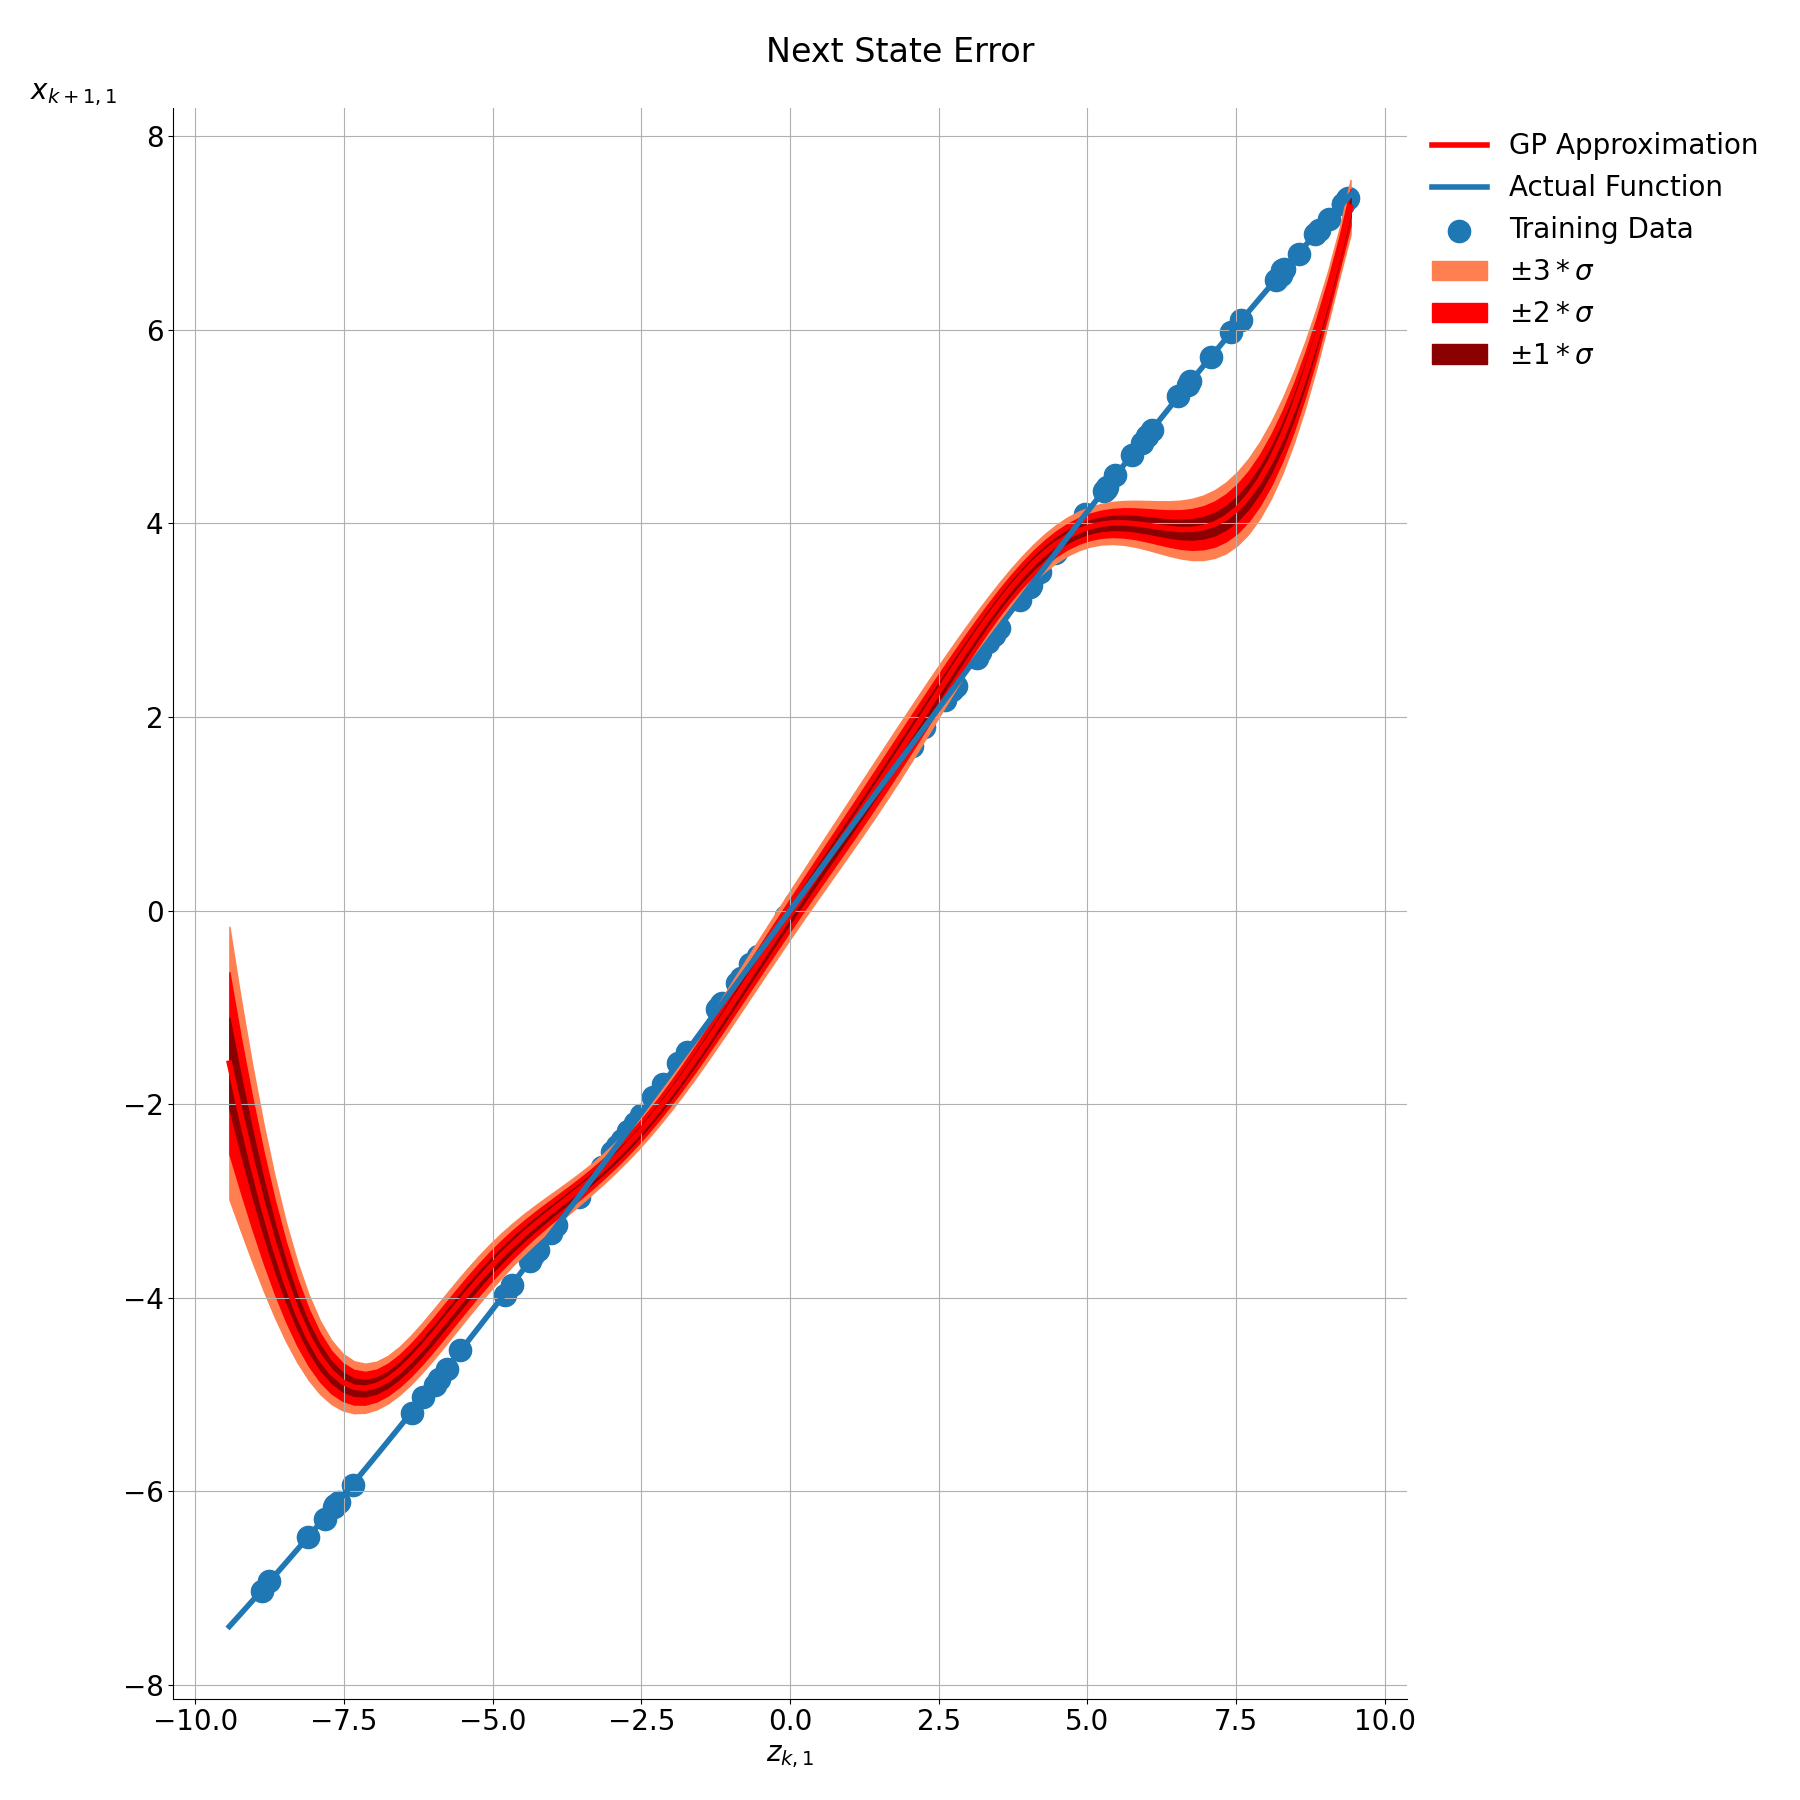 Next State Error
x_{k+1,1}
8
6
4
2
0
−2
−4
−6
−8
−10.0 −7.5 −5.0 −2.5 0.0 2.5 5.0 7.5 10.0
z_{k,1}
GP Approximation
Actual Function
Training Data
±3 * σ
±2 * σ
±1 * σ